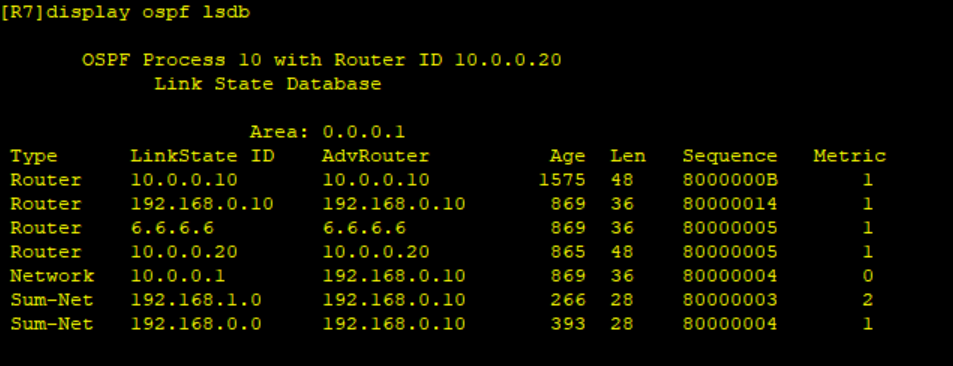 [R7]display ospf lsdb
OSPF Process 10 with Router ID 10.0.0.20
Link State Database
Area: 0.0.0.1
Type LinkState ID AdvRouter Age Len Sequence Metric
Router 10.0.0.10 10.0.0.10 1575 48 8000000B 1
Router 192.168.0.10 192.168.0.10 869 36 80000014 1
Router 6.6.6.6 6.6.6.6 869 36 80000005 1
Router 10.0.0.20 10.0.0.20 865 48 80000005 1
Network 10.0.0.1 192.168.0.10 869 36 80000004 0
Sum-Net 192.168.1.0 192.168.0.10 266 28 80000003 2
Sum-Net 192.168.0.0 192.168.0.10 393 28 80000004 1